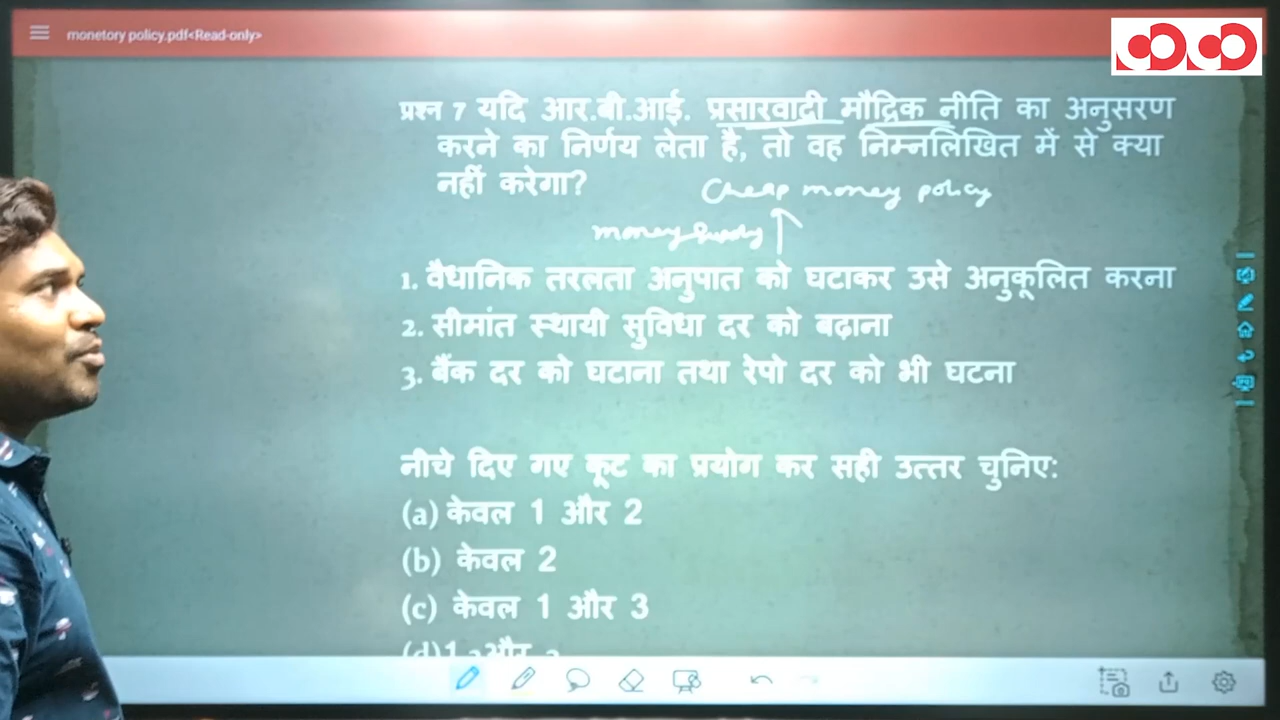 monetory policy.pdf<Read-only>
प्रश्न 7 यदि आर.बी.आई. प्रसारवादी मौद्रिक नीति का अनुसरण
करने का निर्णय लेता है, तो वह निम्नलिखित में से क्या
नहीं करेगा?
Cheap money policy
money supply
1. वैधानिक तरलता अनुपात को घटाकर उसे अनुकूलित करना
2. सीमांत स्थायी सुविधा दर को बढ़ाना
3. बैंक दर को घटाना तथा रेपो दर को भी घटना
नीचे दिए गए कूट का प्रयोग कर सही उत्तर चुनिए:
(a) केवल 1 और 2
(b) केवल 2
(c) केवल 1 और 3
(d)1